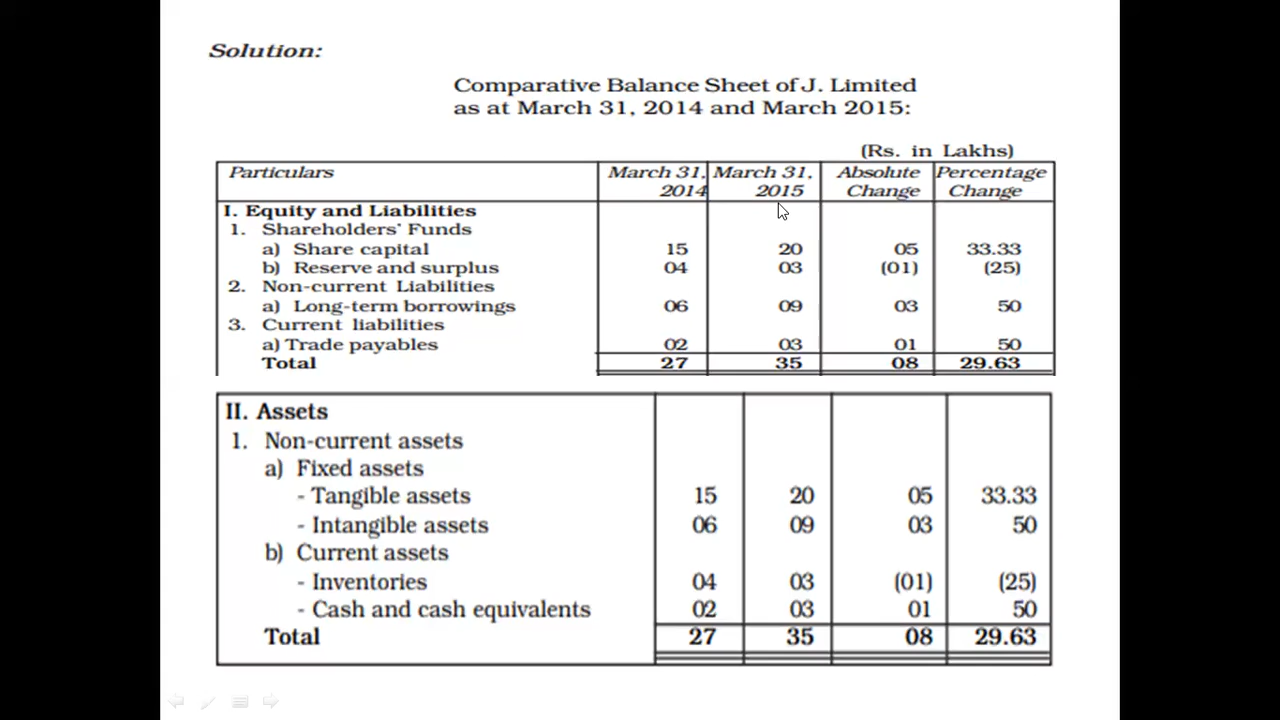 Solution:
Comparative Balance Sheet of J. Limited
as at March 31, 2014 and March 2015:
(Rs. in Lakhs)
Particulars March 31, 2014 March 31, 2015 Absolute Change Percentage Change
I. Equity and Liabilities
1. Shareholders' Funds
a) Share capital 15 20 05 33.33
b) Reserve and surplus 04 03 (01) (25)
2. Non-current Liabilities
a) Long-term borrowings 06 09 03 50
3. Current liabilities
a) Trade payables 02 03 01 50
Total 27 35 08 29.63
II. Assets
1. Non-current assets
a) Fixed assets
- Tangible assets 15 20 05 33.33
- Intangible assets 06 09 03 50
b) Current assets
- Inventories 04 03 (01) (25)
- Cash and cash equivalents 02 03 01 50
Total 27 35 08 29.63